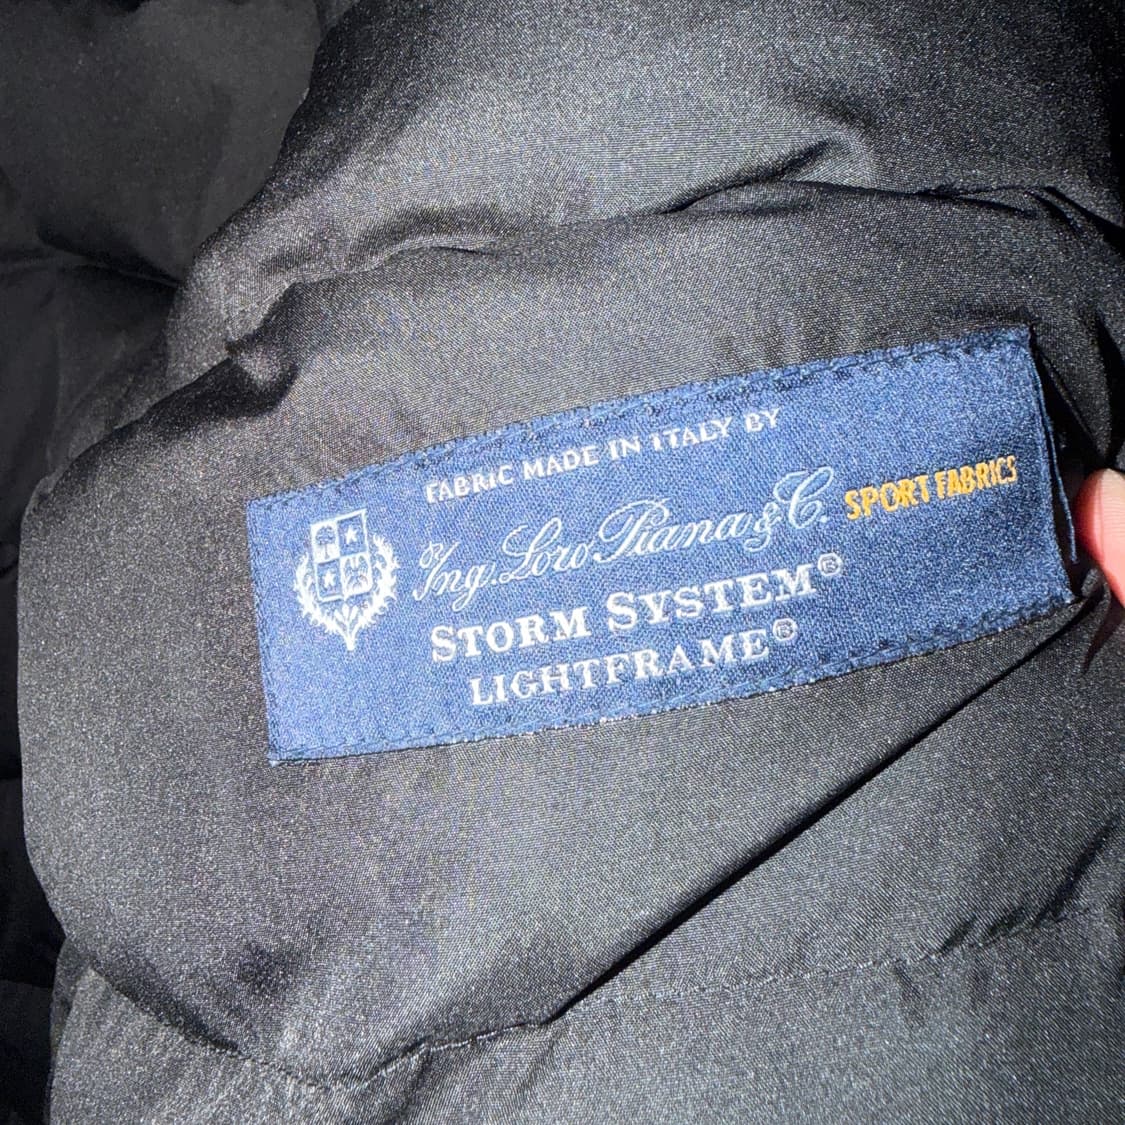 FABRIC MADE IN ITALY BY
Ing. Loro Piana & C. SPORT FABRICS
STORM SYSTEM®
LIGHTFRAME®